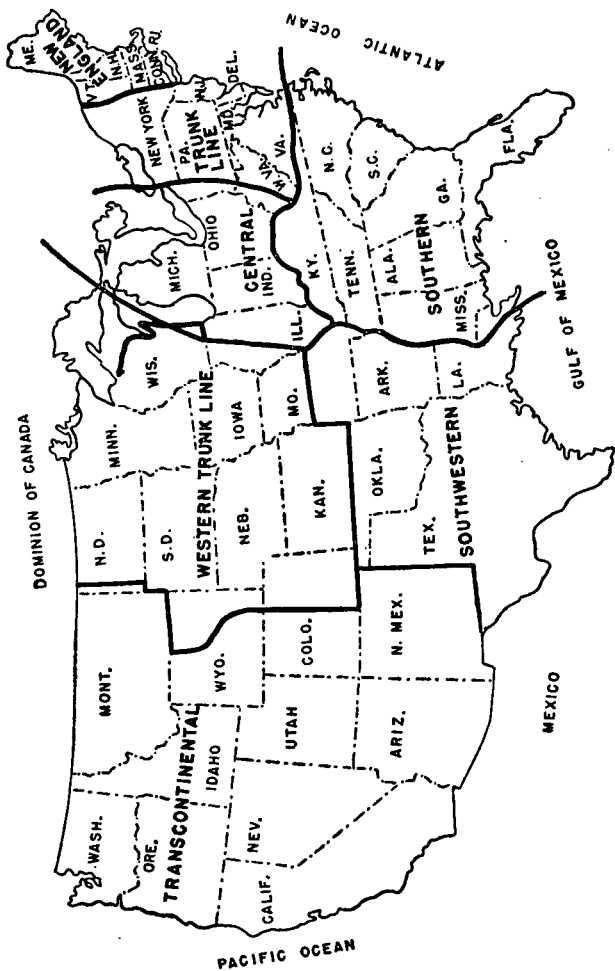 DOMINION OF CANADA
PACIFIC OCEAN
WASH.
ORE.
TRANSCONTINENTAL
CALIF.
NEV.
IDAHO
MONT.
WYO.
UTAH
COLO.
ARIZ.
N. MEX.
MEXICO
N.D.
S.D.
MINN.
WIS.
WESTERN TRUNK LINE
NEB.
IOWA
KAN.
MO.
OKLA.
ARK.
TEX.
LA.
SOUTHWESTERN
GULF OF MEXICO
MICH.
OHIO
CENTRAL
IND.
ILL.
KY.
TENN.
N.C.
S.C.
ALA.
GA.
MISS.
SOUTHERN
FLA.
ME.
NEW
ENGLAND
VT.
N.H.
MASS.
CONN.
R.I.
NEW YORK
PA.
TRUNK
LINE
N.J.
MD.
DEL.
W.VA.
VA.
ATLANTIC OCEAN